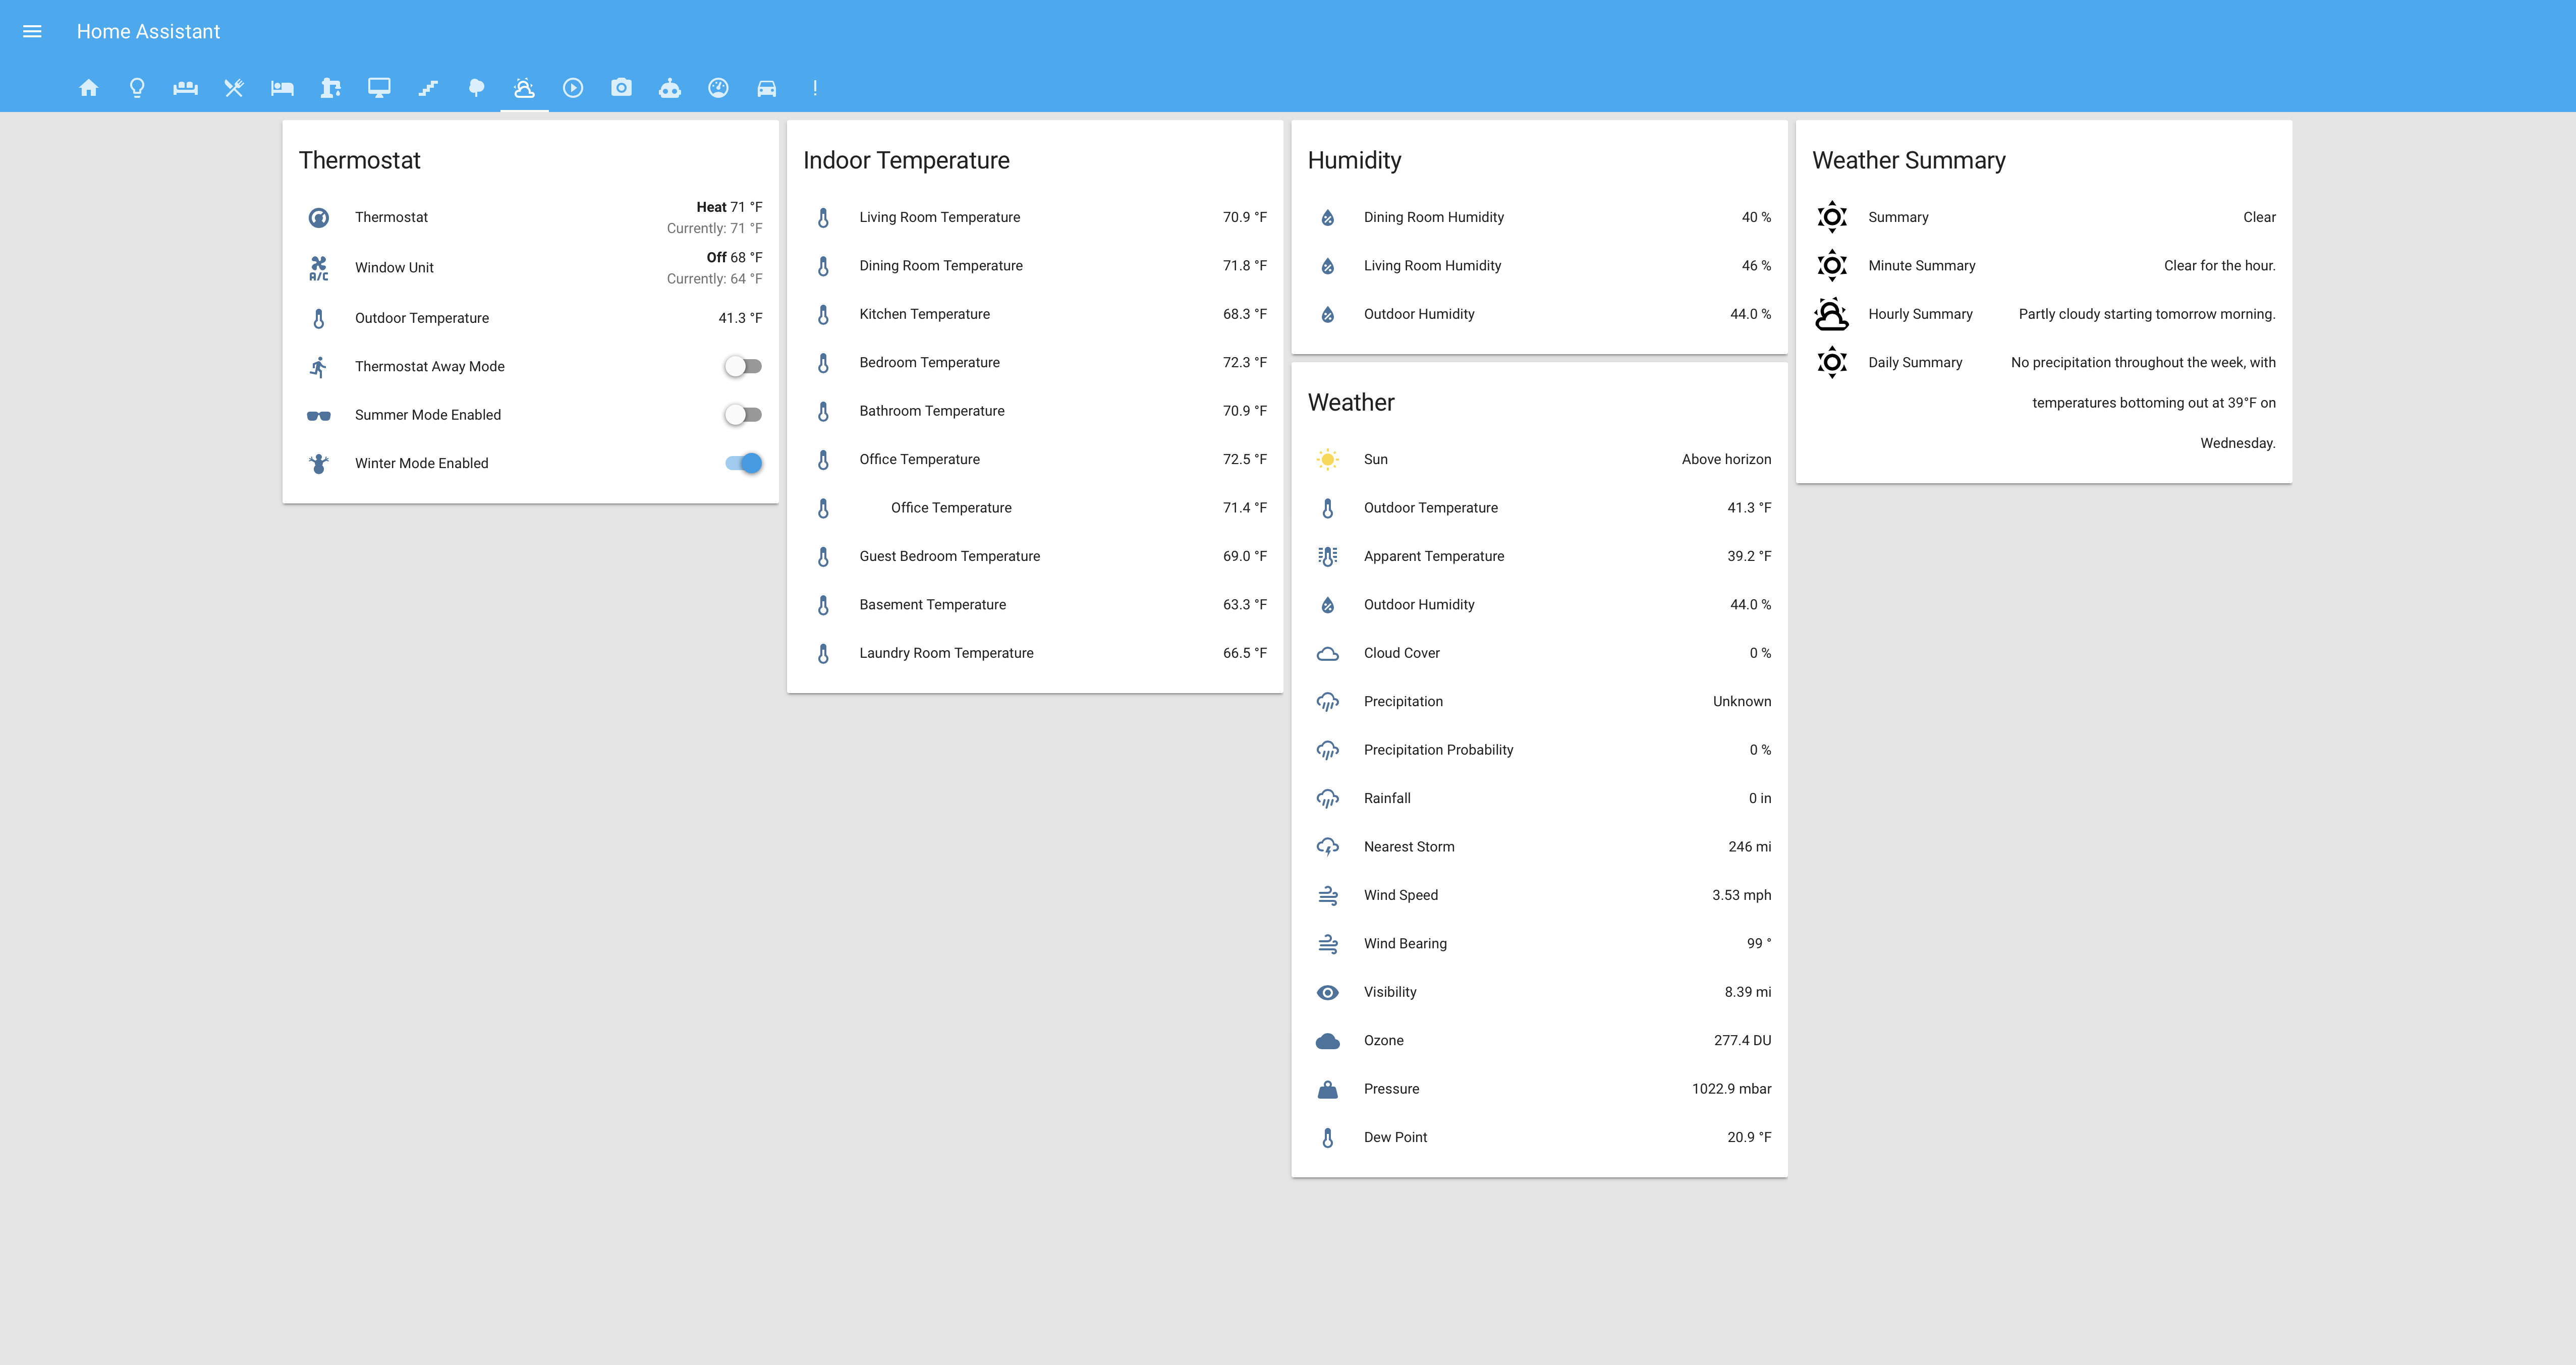 Home Assistant
Thermostat
Thermostat
Heat 71 °F
Currently: 71 °F
A/C
Window Unit
Off 68 °F
Currently: 64 °F
Outdoor Temperature 41.3 °F
Thermostat Away Mode
Summer Mode Enabled
Winter Mode Enabled
Indoor Temperature
Living Room Temperature 70.9 °F
Dining Room Temperature 71.8 °F
Kitchen Temperature 68.3 °F
Bedroom Temperature 72.3 °F
Bathroom Temperature 70.9 °F
Office Temperature 72.5 °F
Office Temperature 71.4 °F
Guest Bedroom Temperature 69.0 °F
Basement Temperature 63.3 °F
Laundry Room Temperature 66.5 °F
Humidity
Dining Room Humidity 40 %
Living Room Humidity 46 %
Outdoor Humidity 44.0 %
Weather
Sun Above horizon
Outdoor Temperature 41.3 °F
Apparent Temperature 39.2 °F
Outdoor Humidity 44.0 %
Cloud Cover 0 %
Precipitation Unknown
Precipitation Probability 0 %
Rainfall 0 in
Nearest Storm 246 mi
Wind Speed 3.53 mph
Wind Bearing 99 °
Visibility 8.39 mi
Ozone 277.4 DU
Pressure 1022.9 mbar
Dew Point 20.9 °F
Weather Summary
Summary Clear
Minute Summary Clear for the hour.
Hourly Summary Partly cloudy starting tomorrow morning.
Daily Summary No precipitation throughout the week, with
temperatures bottoming out at 39°F on
Wednesday.